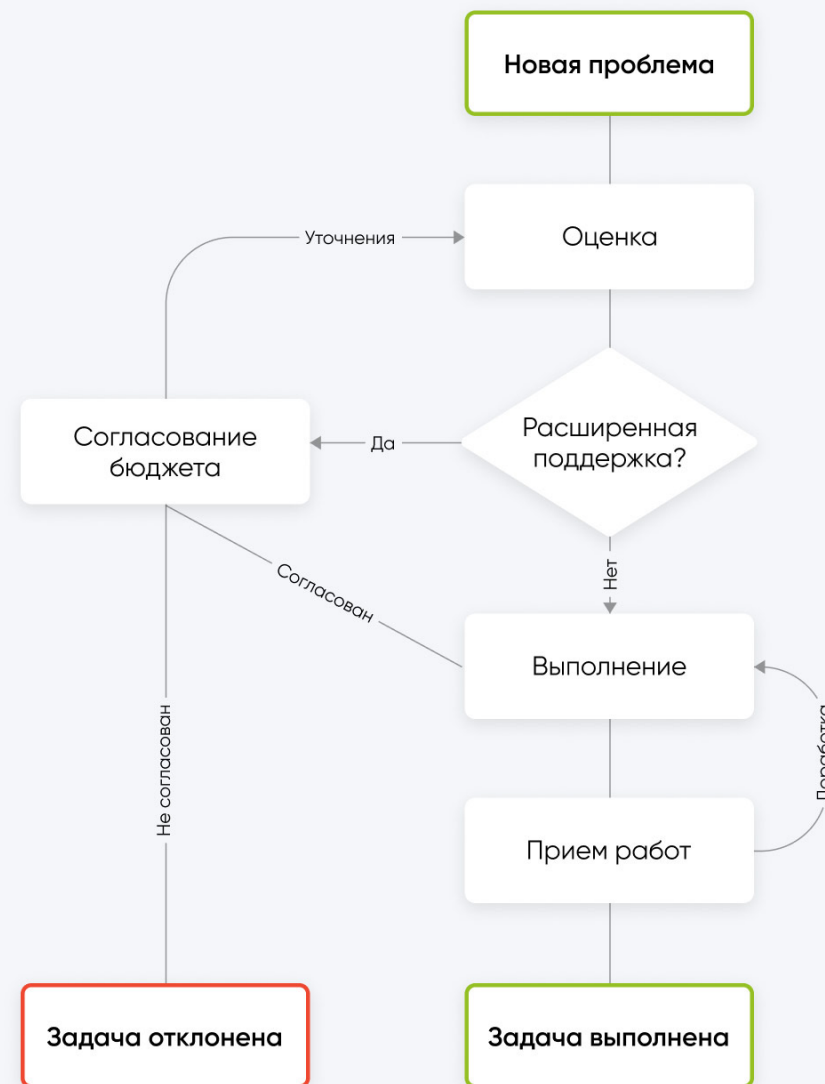 Новая проблема
Уточнения
Оценка
Расширенная
поддержка?
Да
Согласование
бюджета
Нет
Согласован
Выполнение
Не согласован
Доработка
Прием работ
Задача отклонена
Задача выполнена